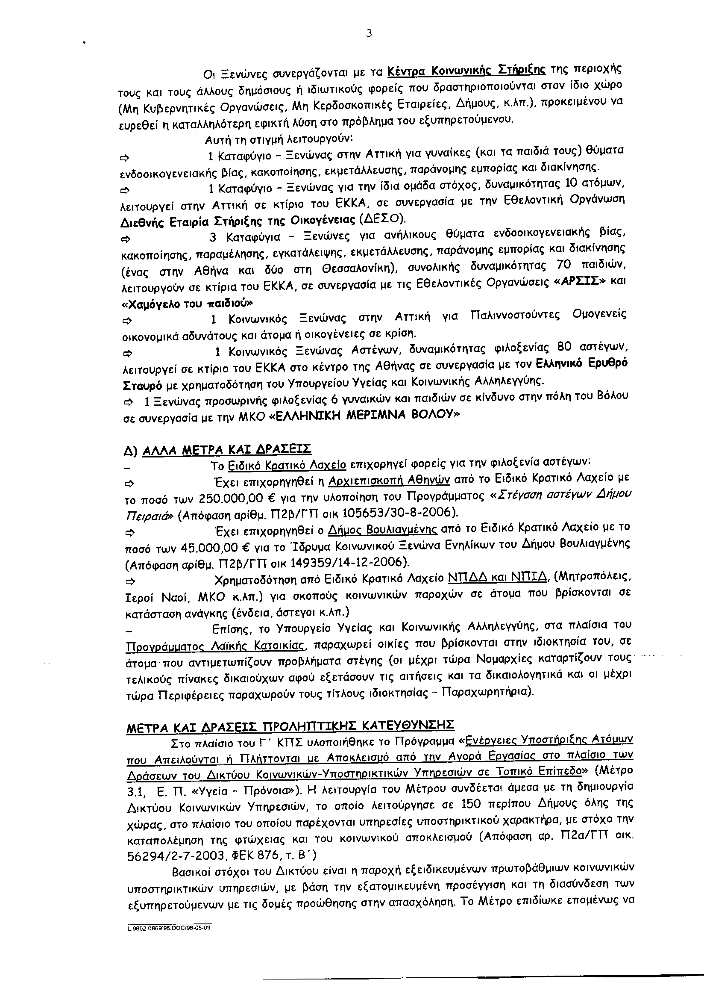 3
Οι Ξενώνες συνεργάζονται με τα Κέντρα Κοινωνικής Στήριξης της περιοχής
τους και τους άλλους δημόσιους ή ιδιωτικούς φορείς που δραστηριοποιούνται στον ίδιο χώρο
(Μη Κυβερνητικές Οργανώσεις, Μη Κερδοσκοπικές Εταιρείες, Δήμους, κ.λπ.), προκειμένου να
ευρεθεί η καταλληλότερη εφικτή λύση στο πρόβλημα του εξυπηρετούμενου.
Αυτή τη στιγμή λειτουργούν:
⇨ 1 Καταφύγιο - Ξενώνας στην Αττική για γυναίκες (και τα παιδιά τους) θύματα
ενδοοικογενειακής βίας, κακοποίησης, εκμετάλλευσης, παράνομης εμπορίας και διακίνησης.
⇨ 1 Καταφύγιο - Ξενώνας για την ίδια ομάδα στόχος, δυναμικότητας 10 ατόμων,
λειτουργεί στην Αττική σε κτίριο του ΕΚΚΑ, σε συνεργασία με την Εθελοντική Οργάνωση
Διεθνής Εταιρία Στήριξης της Οικογένειας (ΔΕΣΟ).
⇨ 3 Καταφύγια - Ξενώνες για ανήλικους θύματα ενδοοικογενειακής βίας,
κακοποίησης, παραμέλησης, εγκατάλειψης, εκμετάλλευσης, παράνομης εμπορίας και διακίνησης
(ένας στην Αθήνα και δύο στη Θεσσαλονίκη), συνολικής δυναμικότητας 70 παιδιών,
λειτουργούν σε κτίρια του ΕΚΚΑ, σε συνεργασία με τις Εθελοντικές Οργανώσεις «ΑΡΣΙΣ» και
«Χαμόγελο του παιδιού»
⇨ 1 Κοινωνικός Ξενώνας στην Αττική για Παλιννοστούντες Ομογενείς
οικονομικά αδυνάτους και άτομα ή οικογένειες σε κρίση.
⇨ 1 Κοινωνικός Ξενώνας Αστέγων, δυναμικότητας φιλοξενίας 80 αστέγων,
λειτουργεί σε κτίριο του ΕΚΚΑ στο κέντρο της Αθήνας σε συνεργασία με τον Ελληνικό Ερυθρό
Σταυρό με χρηματοδότηση του Υπουργείου Υγείας και Κοινωνικής Αλληλεγγύης.
⇨ 1 Ξενώνας προσωρινής φιλοξενίας 6 γυναικών και παιδιών σε κίνδυνο στην πόλη του Βόλου
σε συνεργασία με την ΜΚΟ «ΕΛΛΗΝΙΚΗ ΜΕΡΙΜΝΑ ΒΟΛΟΥ»
Δ) ΑΛΛΑ ΜΕΤΡΑ ΚΑΙ ΔΡΑΣΕΙΣ
– Το Ειδικό Κρατικό Λαχείο επιχορηγεί φορείς για την φιλοξενία αστέγων:
⇨ Έχει επιχορηγηθεί η Αρχιεπισκοπή Αθηνών από το Ειδικό Κρατικό Λαχείο με
το ποσό των 250.000,00 € για την υλοποίηση του Προγράμματος «Στέγαση αστέγων Δήμου
Πειραιά» (Απόφαση αρίθμ. Π2β/ΓΠ οικ 105653/30-8-2006).
⇨ Έχει επιχορηγηθεί ο Δήμος Βουλιαγμένης από το Ειδικό Κρατικό Λαχείο με το
ποσό των 45.000,00 € για το Ίδρυμα Κοινωνικού Ξενώνα Ενηλίκων του Δήμου Βουλιαγμένης
(Απόφαση αρίθμ. Π2β/ΓΠ οικ 149359/14-12-2006).
⇨ Χρηματοδότηση από Ειδικό Κρατικό Λαχείο ΝΠΔΔ και ΝΠΙΔ, (Μητροπόλεις,
Ιεροί Ναοί, ΜΚΟ κ.λπ.) για σκοπούς κοινωνικών παροχών σε άτομα που βρίσκονται σε
κατάσταση ανάγκης (ένδεια, άστεγοι κ.λπ.)
– Επίσης, το Υπουργείο Υγείας και Κοινωνικής Αλληλεγγύης, στα πλαίσια του
Προγράμματος Λαϊκής Κατοικίας, παραχωρεί οικίες που βρίσκονται στην ιδιοκτησία του, σε
άτομα που αντιμετωπίζουν προβλήματα στέγης (οι μέχρι τώρα Νομαρχίες καταρτίζουν τους
τελικούς πίνακες δικαιούχων αφού εξετάσουν τις αιτήσεις και τα δικαιολογητικά και οι μέχρι
τώρα Περιφέρειες παραχωρούν τους τίτλους ιδιοκτησίας - Παραχωρητήρια).
ΜΕΤΡΑ ΚΑΙ ΔΡΑΣΕΙΣ ΠΡΟΛΗΠΤΙΚΗΣ ΚΑΤΕΥΘΥΝΣΗΣ
Στο πλαίσιο του Γ΄ ΚΠΣ υλοποιήθηκε το Πρόγραμμα «Ενέργειες Υποστήριξης Ατόμων
που Απειλούνται ή Πλήττονται με Αποκλεισμό από την Αγορά Εργασίας στο πλαίσιο των
Δράσεων του Δικτύου Κοινωνικών-Υποστηρικτικών Υπηρεσιών σε Τοπικό Επίπεδο» (Μέτρο
3.1, Ε. Π. «Υγεία - Πρόνοια»). Η λειτουργία του Μέτρου συνδέεται άμεσα με τη δημιουργία
Δικτύου Κοινωνικών Υπηρεσιών, το οποίο λειτούργησε σε 150 περίπου Δήμους όλης της
χώρας, στο πλαίσιο του οποίου παρέχονται υπηρεσίες υποστηρικτικού χαρακτήρα, με στόχο την
καταπολέμηση της φτώχειας και του κοινωνικού αποκλεισμού (Απόφαση αρ. Π2α/ΓΠ οικ.
56294/2-7-2003, ΦΕΚ 876, τ. Β΄)
Βασικοί στόχοι του Δικτύου είναι η παροχή εξειδικευμένων πρωτοβάθμιων κοινωνικών
υποστηρικτικών υπηρεσιών, με βάση την εξατομικευμένη προσέγγιση και τη διασύνδεση των
εξυπηρετούμενων με τις δομές προώθησης στην απασχόληση. Το Μέτρο επιδίωκε επομένως να
L.9602.0869'96.DOC/96-05-09